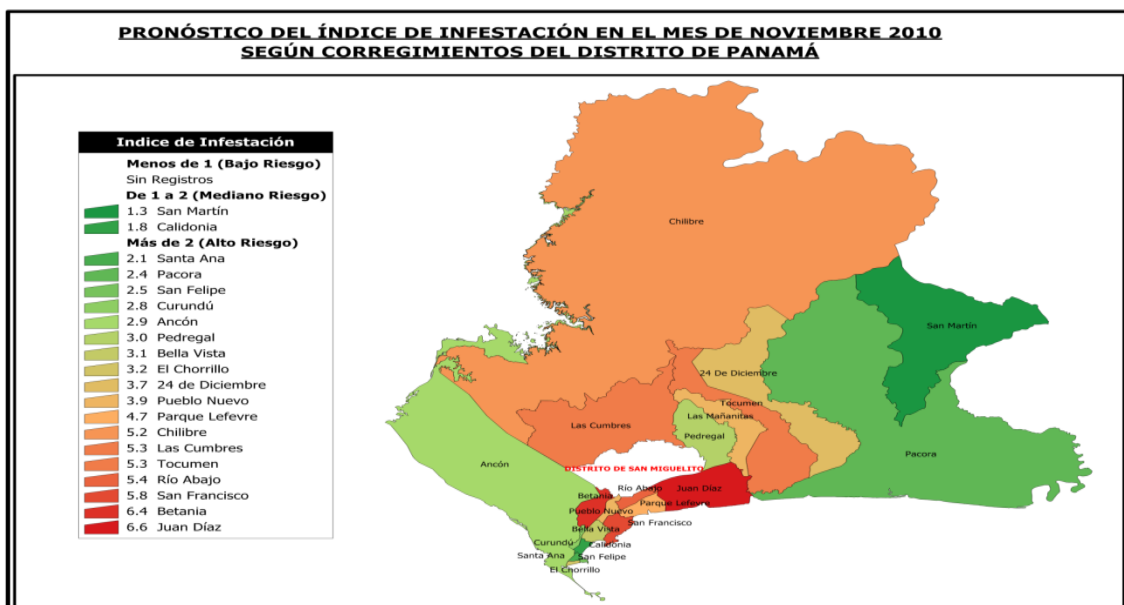 PRONÓSTICO DEL ÍNDICE DE INFESTACIÓN EN EL MES DE NOVIEMBRE 2010
SEGÚN CORREGIMIENTOS DEL DISTRITO DE PANAMÁ
Indice de Infestación
Menos de 1 (Bajo Riesgo)
Sin Registros
De 1 a 2 (Mediano Riesgo)
1.3 San Martín
1.8 Calidonia
Más de 2 (Alto Riesgo)
2.1 Santa Ana
2.4 Pacora
2.5 San Felipe
2.8 Curundú
2.9 Ancón
3.0 Pedregal
3.1 Bella Vista
3.2 El Chorrillo
3.7 24 de Diciembre
3.9 Pueblo Nuevo
4.7 Parque Lefevre
5.2 Chilibre
5.3 Las Cumbres
5.3 Tocumen
5.4 Río Abajo
5.8 San Francisco
6.4 Betania
6.6 Juan Díaz
Chilibre
San Martín
24 De Diciembre
Tocumen
Las Mañanitas
Las Cumbres
Pedregal
Pacora
Ancón
DISTRITO DE SAN MIGUELITO
Río Abajo
Juan Díaz
Betania
Parque Lefevre
Pueblo Nuevo
San Francisco
Bella Vista
Curundú
Calidonia
Santa Ana
San Felipe
El Chorrillo